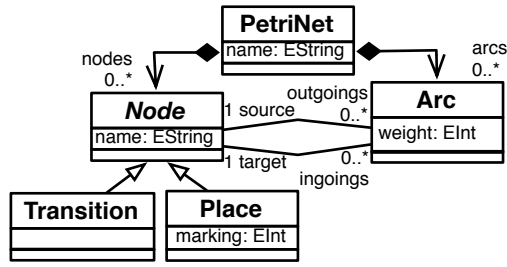 PetriNet
name: EString
nodes
0..*
arcs
0..*
Node
name: EString
1 source
outgoings
0..*
Arc
weight: EInt
1 target
0..*
ingoings
Transition
Place
marking: EInt